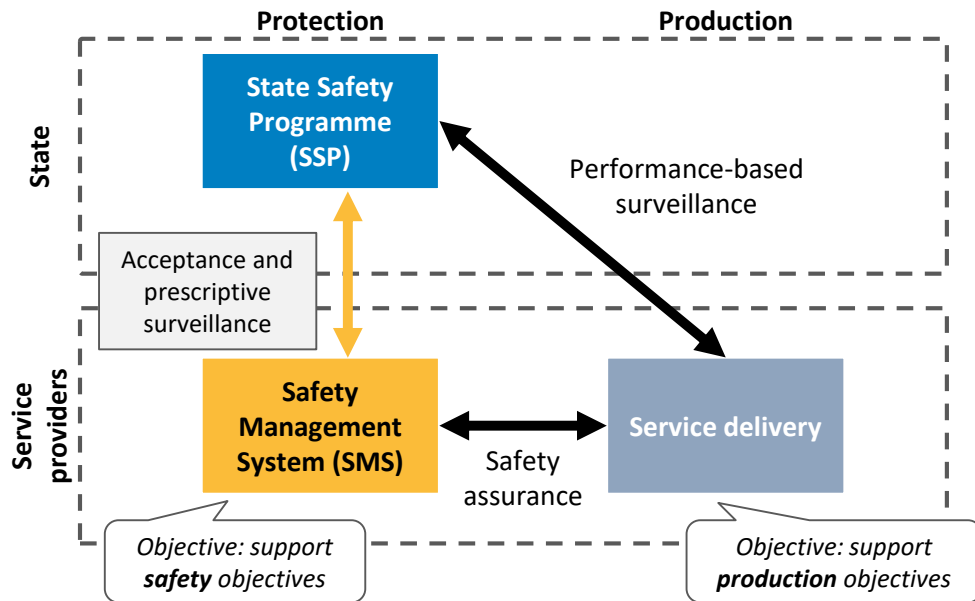 Protection
Production
State
State Safety
Programme
(SSP)
Performance-based
surveillance
Acceptance and
prescriptive
surveillance
Service
providers
Safety
Management
System (SMS)
Safety
assurance
Service delivery
Objective: support
safety objectives
Objective: support
production objectives